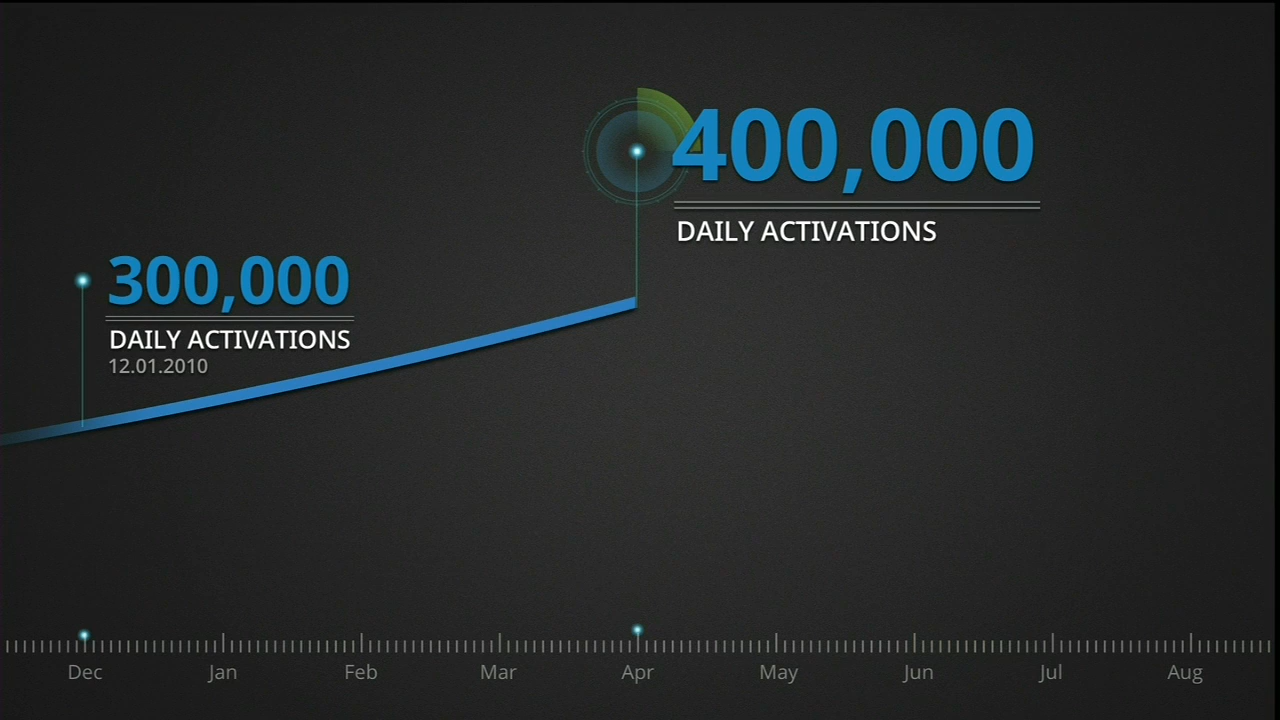 400,000
DAILY ACTIVATIONS
300,000
DAILY ACTIVATIONS
12.01.2010
Dec Jan Feb Mar Apr May Jun Jul Aug